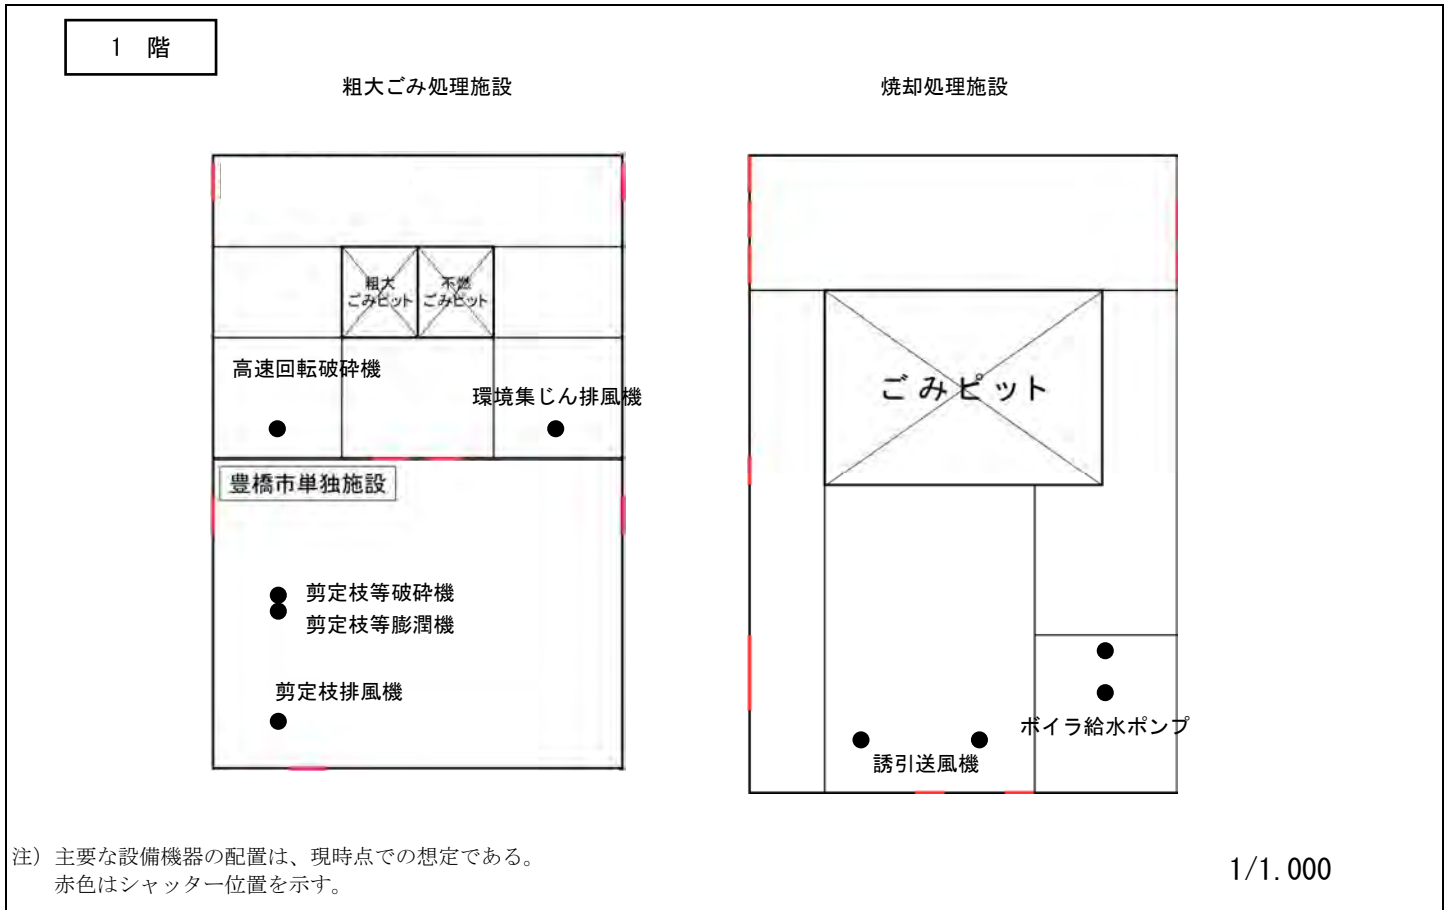 1 階
粗大ごみ処理施設
焼却処理施設
粗大
ごみピット
不燃
ごみピット
高速回転破砕機
環境集じん排風機
ごみピット
豊橋市単独施設
剪定枝等破砕機
剪定枝等膨潤機
剪定枝排風機
ボイラ給水ポンプ
誘引送風機
注）主要な設備機器の配置は、現時点での想定である。
赤色はシャッター位置を示す。
1/1.000